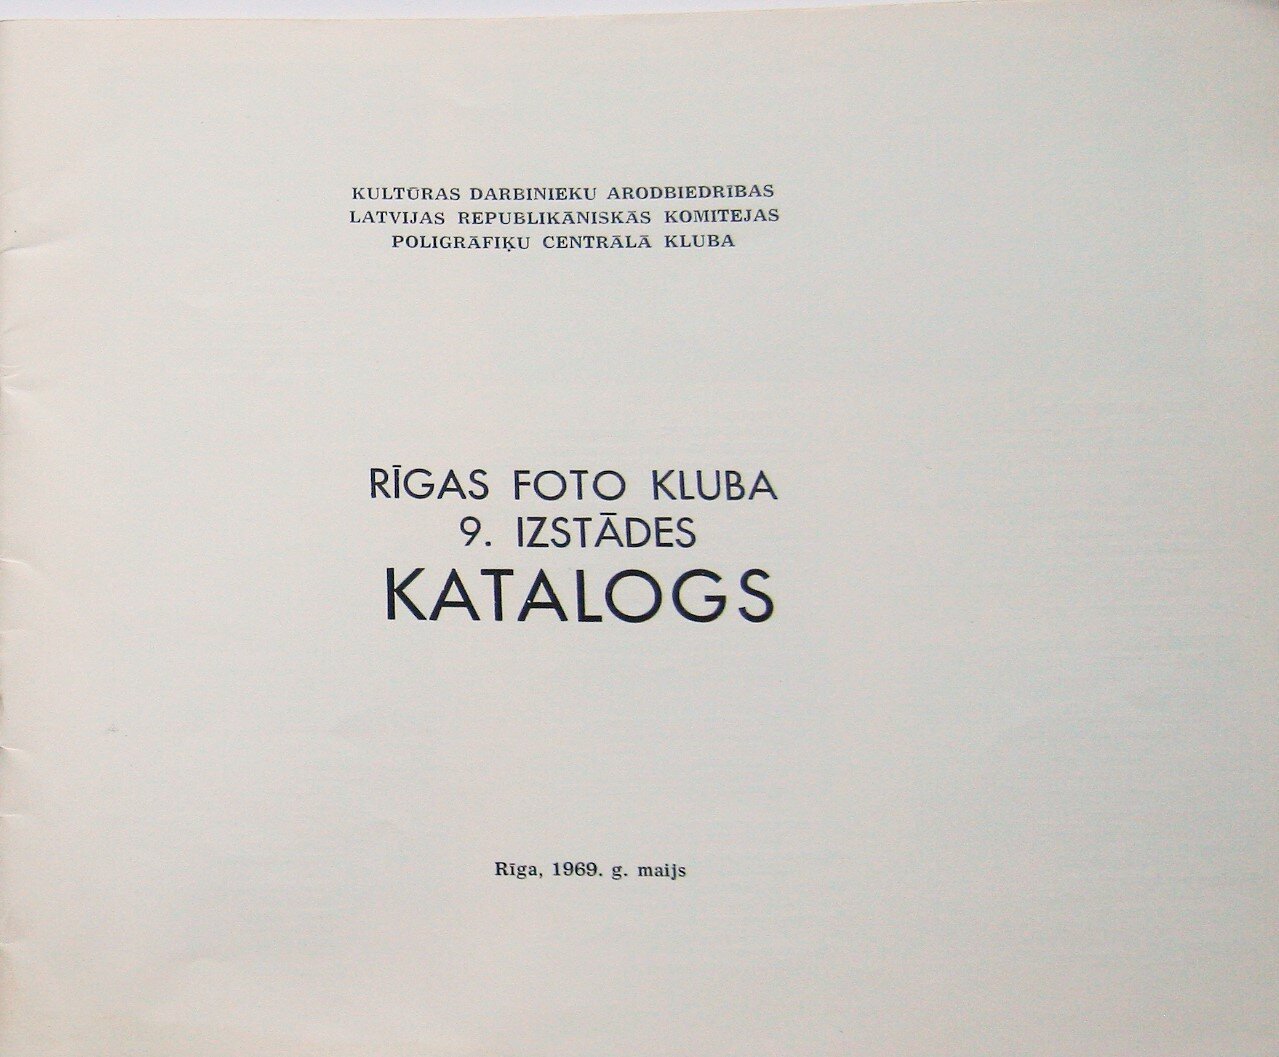 KULTŪRAS DARBINIEKU ARODBIEDRĪBAS
LATVIJAS REPUBLIKĀNISKĀS KOMITEJAS
POLIGRĀFIĶU CENTRĀLĀ KLUBA
RĪGAS FOTO KLUBA
9. IZSTĀDES
KATALOGS
Rīga, 1969. g. maijs